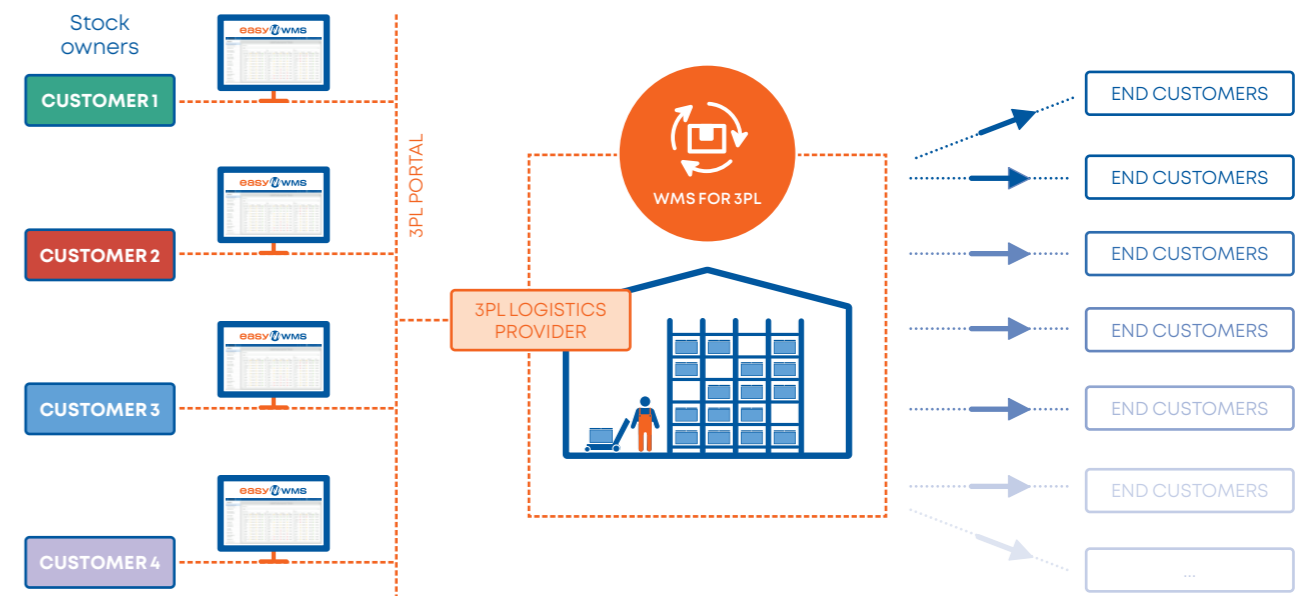 Stock
owners
easy WMS
CUSTOMER 1
easy WMS
CUSTOMER 2
easy WMS
CUSTOMER 3
easy WMS
CUSTOMER 4
3PL PORTAL
WMS FOR 3PL
3PL LOGISTICS
PROVIDER
END CUSTOMERS
END CUSTOMERS
END CUSTOMERS
END CUSTOMERS
END CUSTOMERS
END CUSTOMERS
...